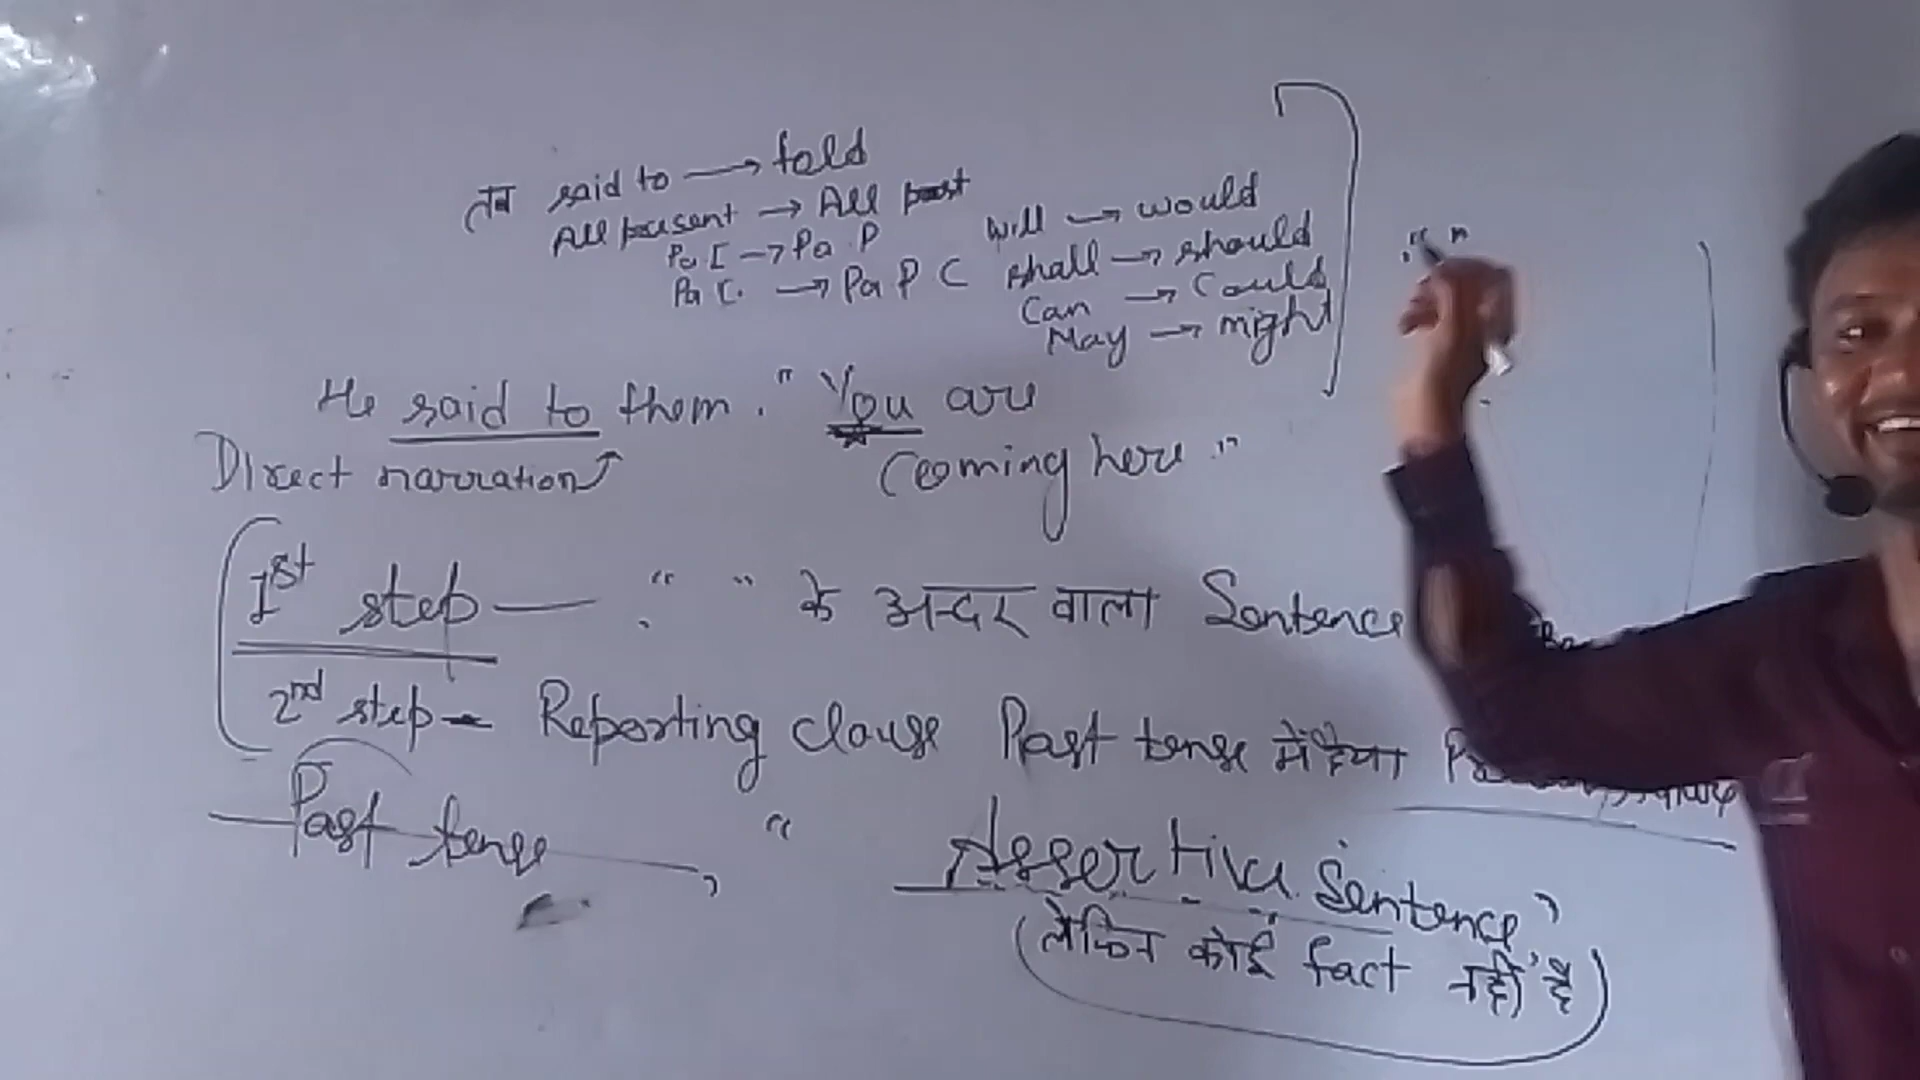 तब said to → told
All present → All past
Pa I → Pa P
Pa C. → Pa P C
will → would
shall → should
Can → Could
May → might
" "
He said to them. "You are
Coming here."
Direct narration
1st step — . " " के अन्दर वाला Sentence
2nd step - Reporting clause Past tense में है या
Past tense, " Assertive Sentence"
(लेकिन कोई fact नहीं है)